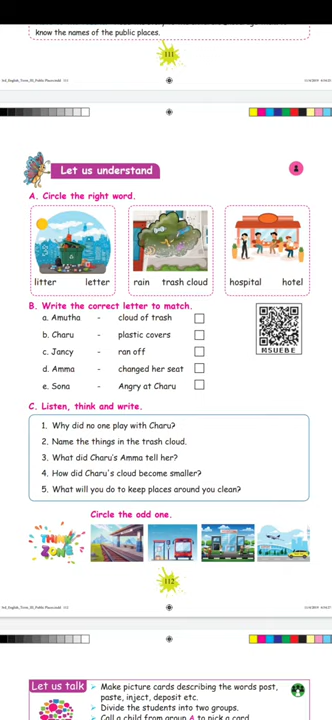 know the names of the public places.
111
Let us understand
A. Circle the right word.
litter letter
rain trash cloud
hospital hotel
B. Write the correct letter to match.
a. Amutha - cloud of trash
b. Charu - plastic covers
c. Jancy - ran off
d. Amma - changed her seat
e. Sona - Angry at Charu
MSUEBE
C. Listen, think and write.
1. Why did no one play with Charu?
2. Name the things in the trash cloud.
3. What did Charu's Amma tell her?
4. How did Charu's cloud become smaller?
5. What will you do to keep places around you clean?
Circle the odd one.
THINK ZONE
112
Let us talk
Make picture cards describing the words post,
paste, inject, deposit etc.
Divide the students into two groups.
Call a child from group A to pick a card